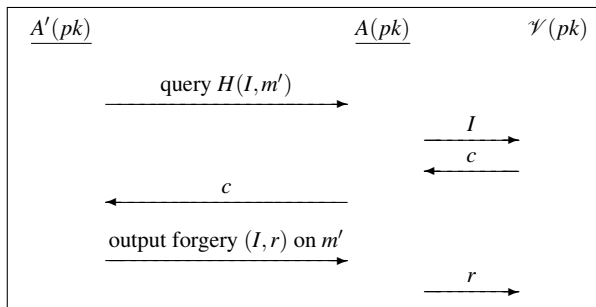 A′(pk) A(pk) 𝒱(pk)
query H(I,m′)
I
c
c
output forgery (I,r) on m′
r